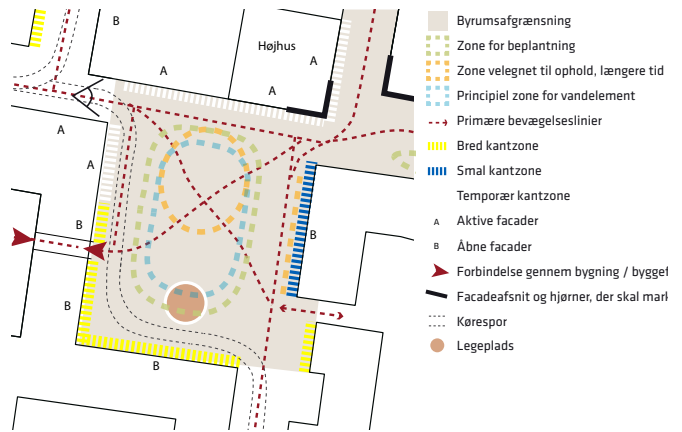 B
Højhus
A
A
A
A
A
B
B
B
B
Byrumsafgrænsning
Zone for beplantning
Zone velegnet til ophold, længere tid
Principiel zone for vandelement
Primære bevægelseslinier
Bred kantzone
Smal kantzone
Temporær kantzone
A Aktive facader
B Åbne facader
Forbindelse gennem bygning / byggef
Facadeafsnit og hjørner, der skal mark
Kørespor
Legeplads